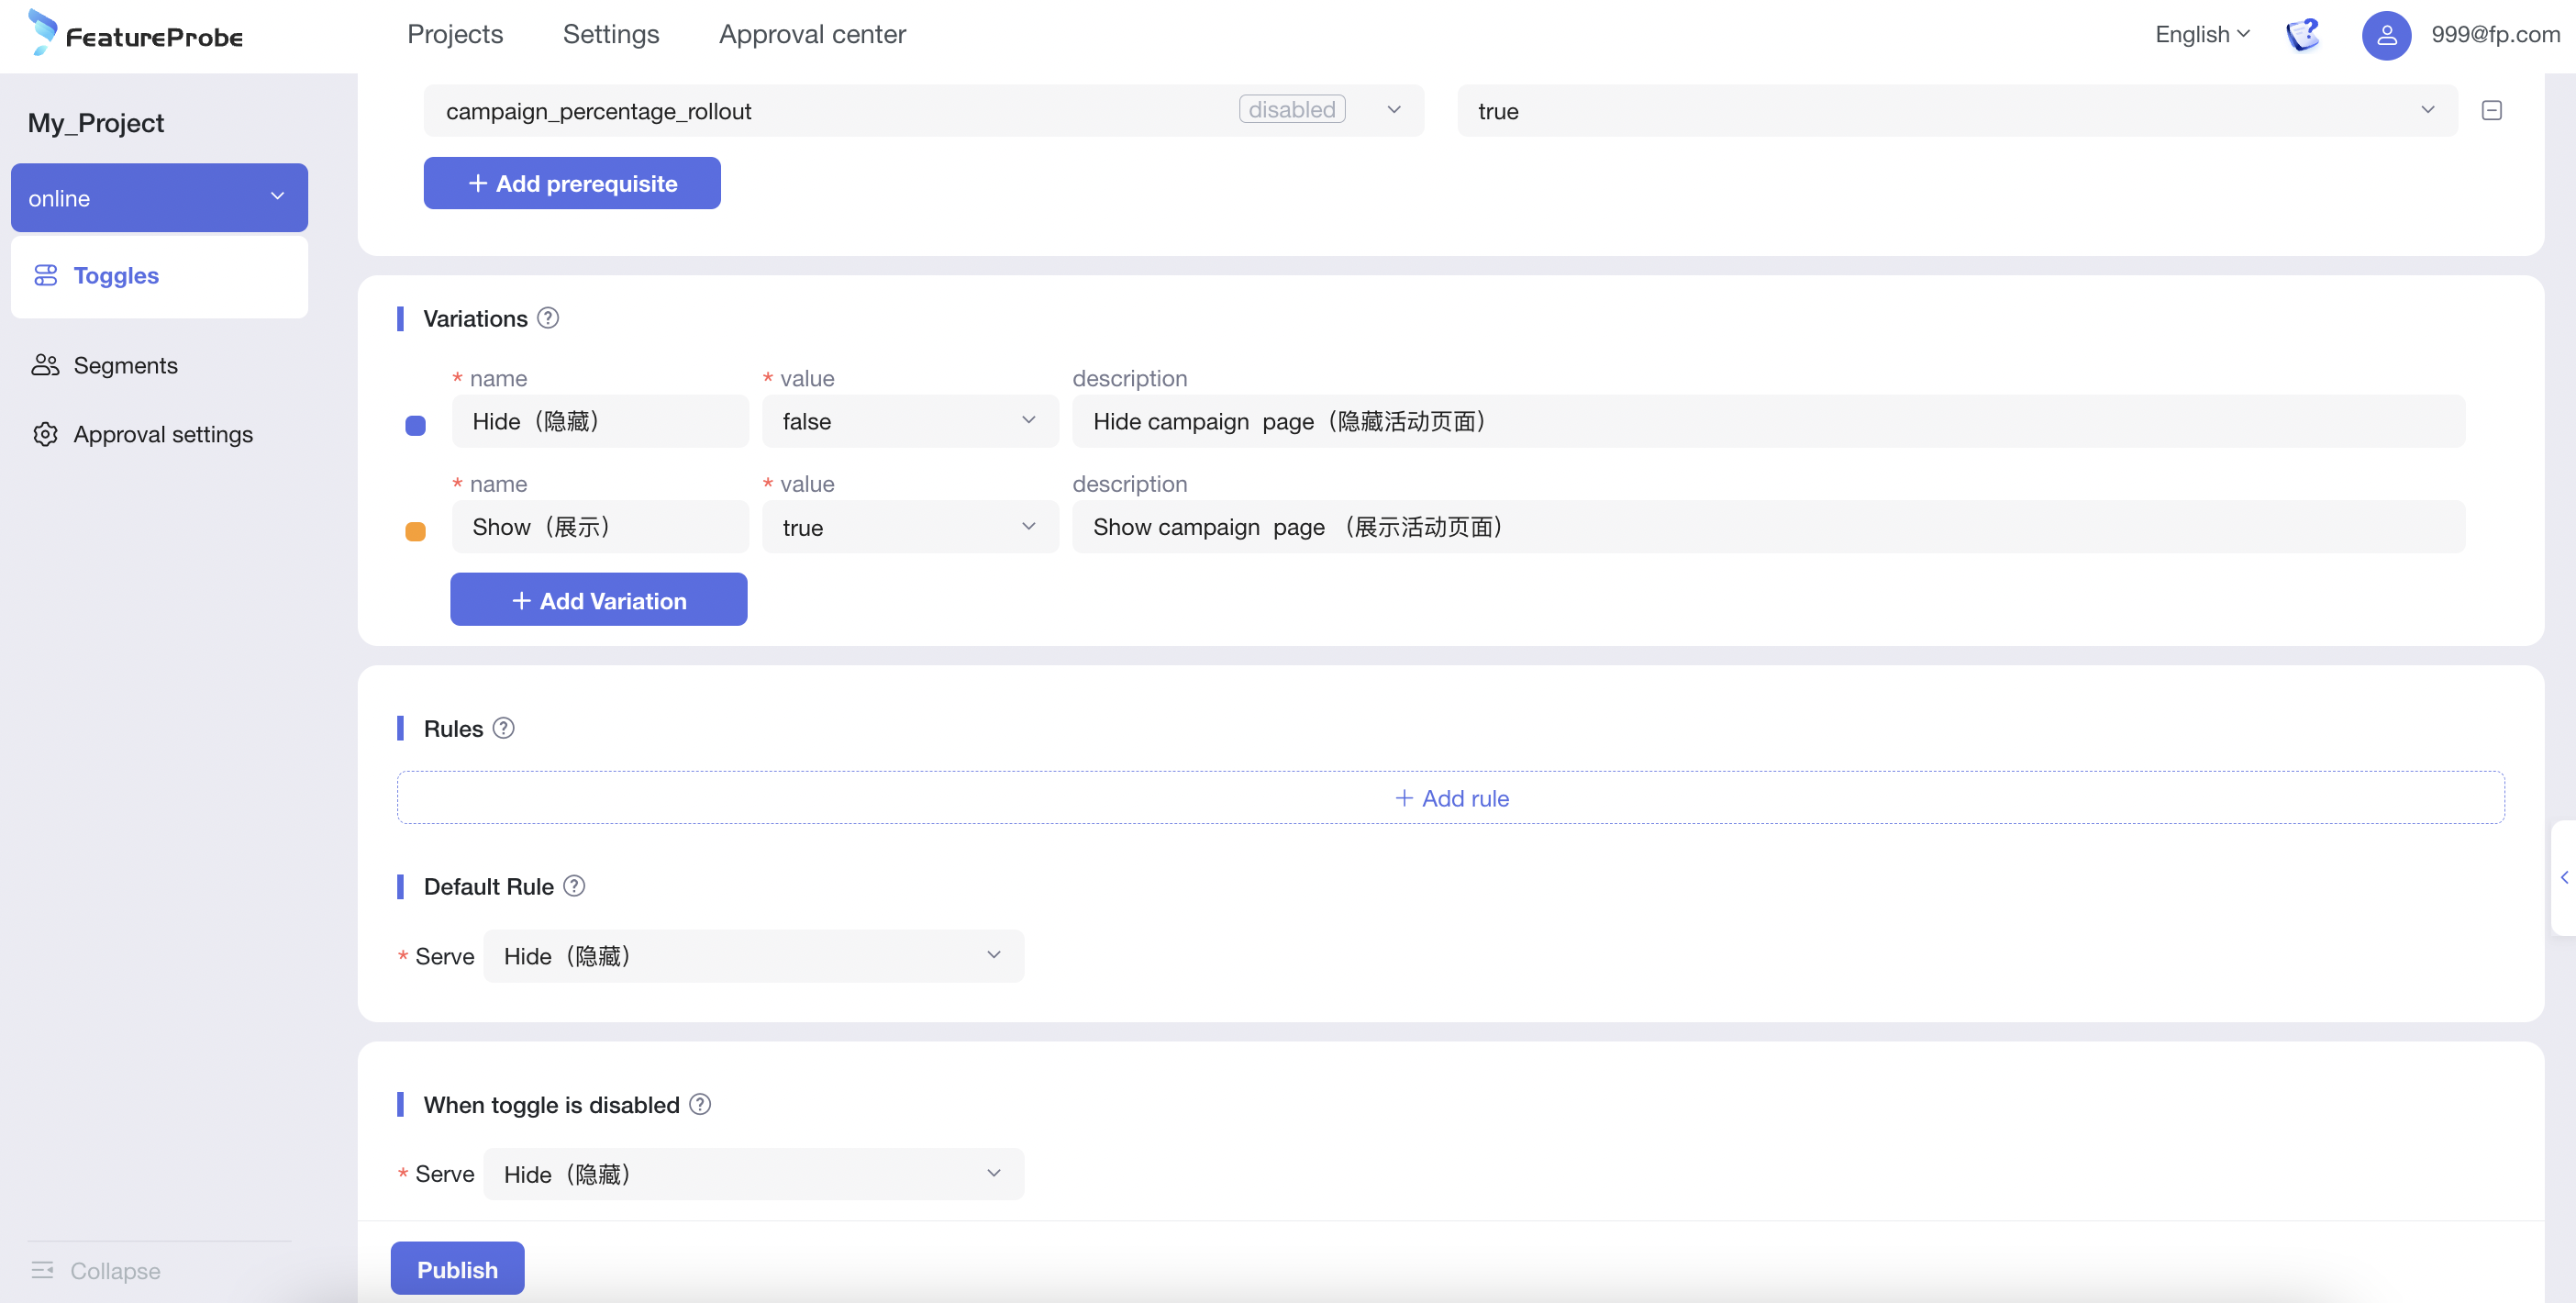 FeatureProbe
Projects
Settings
Approval center
English
999@fp.com
My_Project
online
Toggles
Segments
Approval settings
Collapse
campaign_percentage_rollout
disabled
true
+ Add prerequisite
Variations
* name
* value
description
Hide（隐藏）
false
Hide campaign page（隐藏活动页面）
* name
* value
description
Show（展示）
true
Show campaign page （展示活动页面）
+ Add Variation
Rules
+ Add rule
Default Rule
* Serve
Hide（隐藏）
When toggle is disabled
* Serve
Hide（隐藏）
Publish